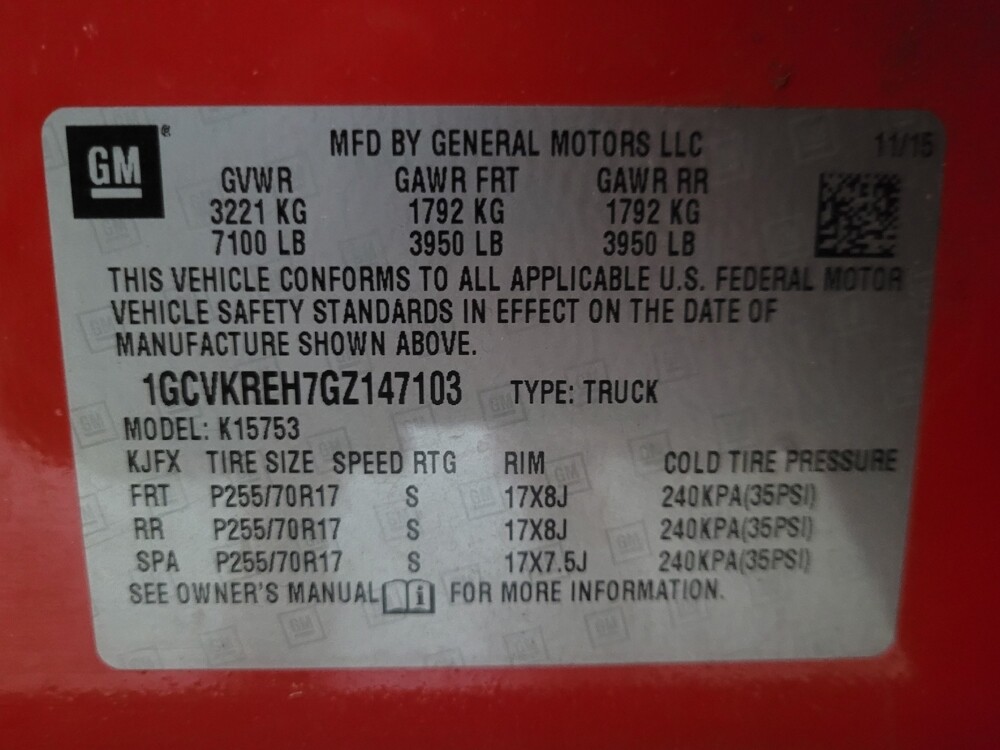 GM ®
MFD BY GENERAL MOTORS LLC 11/15
GVWR GAWR FRT GAWR RR
3221 KG 1792 KG 1792 KG
7100 LB 3950 LB 3950 LB
THIS VEHICLE CONFORMS TO ALL APPLICABLE U.S. FEDERAL MOTOR
VEHICLE SAFETY STANDARDS IN EFFECT ON THE DATE OF
MANUFACTURE SHOWN ABOVE.
1GCVKREH7GZ147103 TYPE: TRUCK
MODEL: K15753
KJFX TIRE SIZE SPEED RTG RIM COLD TIRE PRESSURE
FRT P255/70R17 S 17X8J 240KPA(35PSI)
RR P255/70R17 S 17X8J 240KPA(35PSI)
SPA P255/70R17 S 17X7.5J 240KPA(35PSI)
SEE OWNER'S MANUAL i FOR MORE INFORMATION.